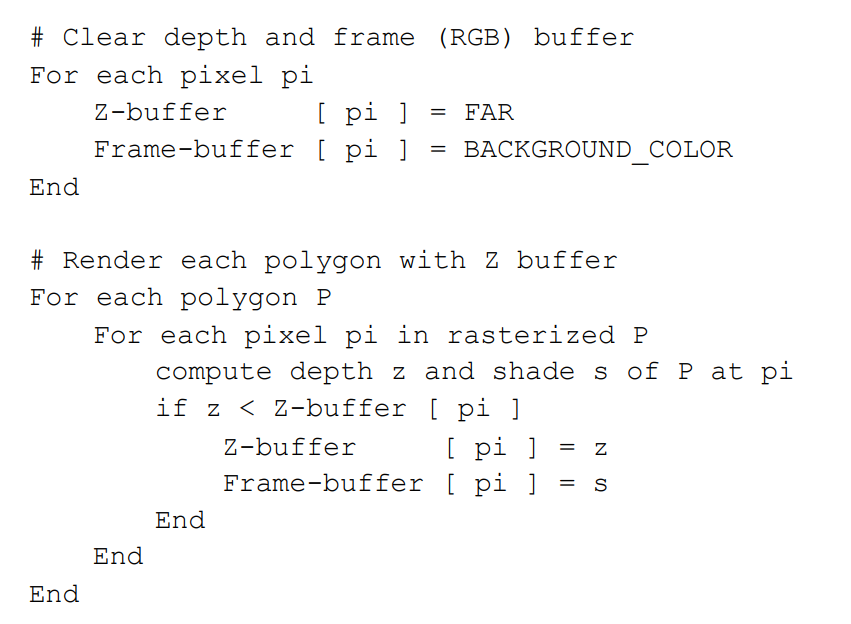 # Clear depth and frame (RGB) buffer
For each pixel pi
    Z-buffer      [ pi ] = FAR
    Frame-buffer [ pi ] = BACKGROUND_COLOR
End

# Render each polygon with Z buffer
For each polygon P
    For each pixel pi in rasterized P
        compute depth z and shade s of P at pi
        if z < Z-buffer [ pi ]
            Z-buffer      [ pi ] = z
            Frame-buffer [ pi ] = s
        End
    End
End